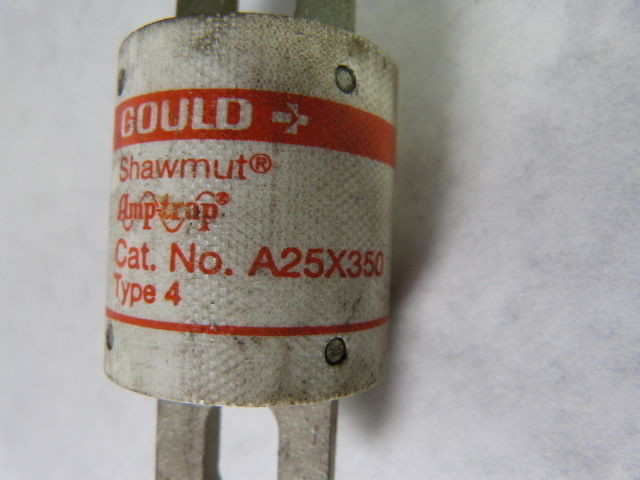 GOULD
Shawmut®
Amp-trap®
Cat. No. A25X350
Type 4